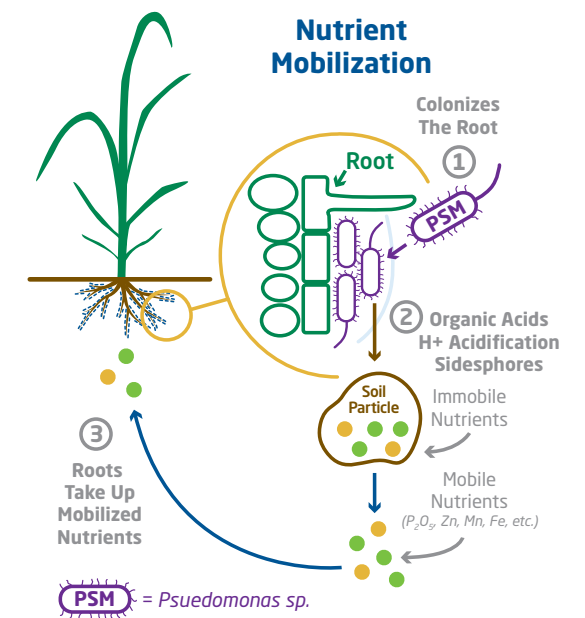 Nutrient
Mobilization
Colonizes
The Root
1
Root
PSM
2
Organic Acids
H+ Acidification
Sidesphores
Soil
Particle
Immobile
Nutrients
3
Roots
Take Up
Mobilized
Nutrients
Mobile
Nutrients
(P₂O₅, Zn, Mn, Fe, etc.)
PSM = Psuedomonas sp.